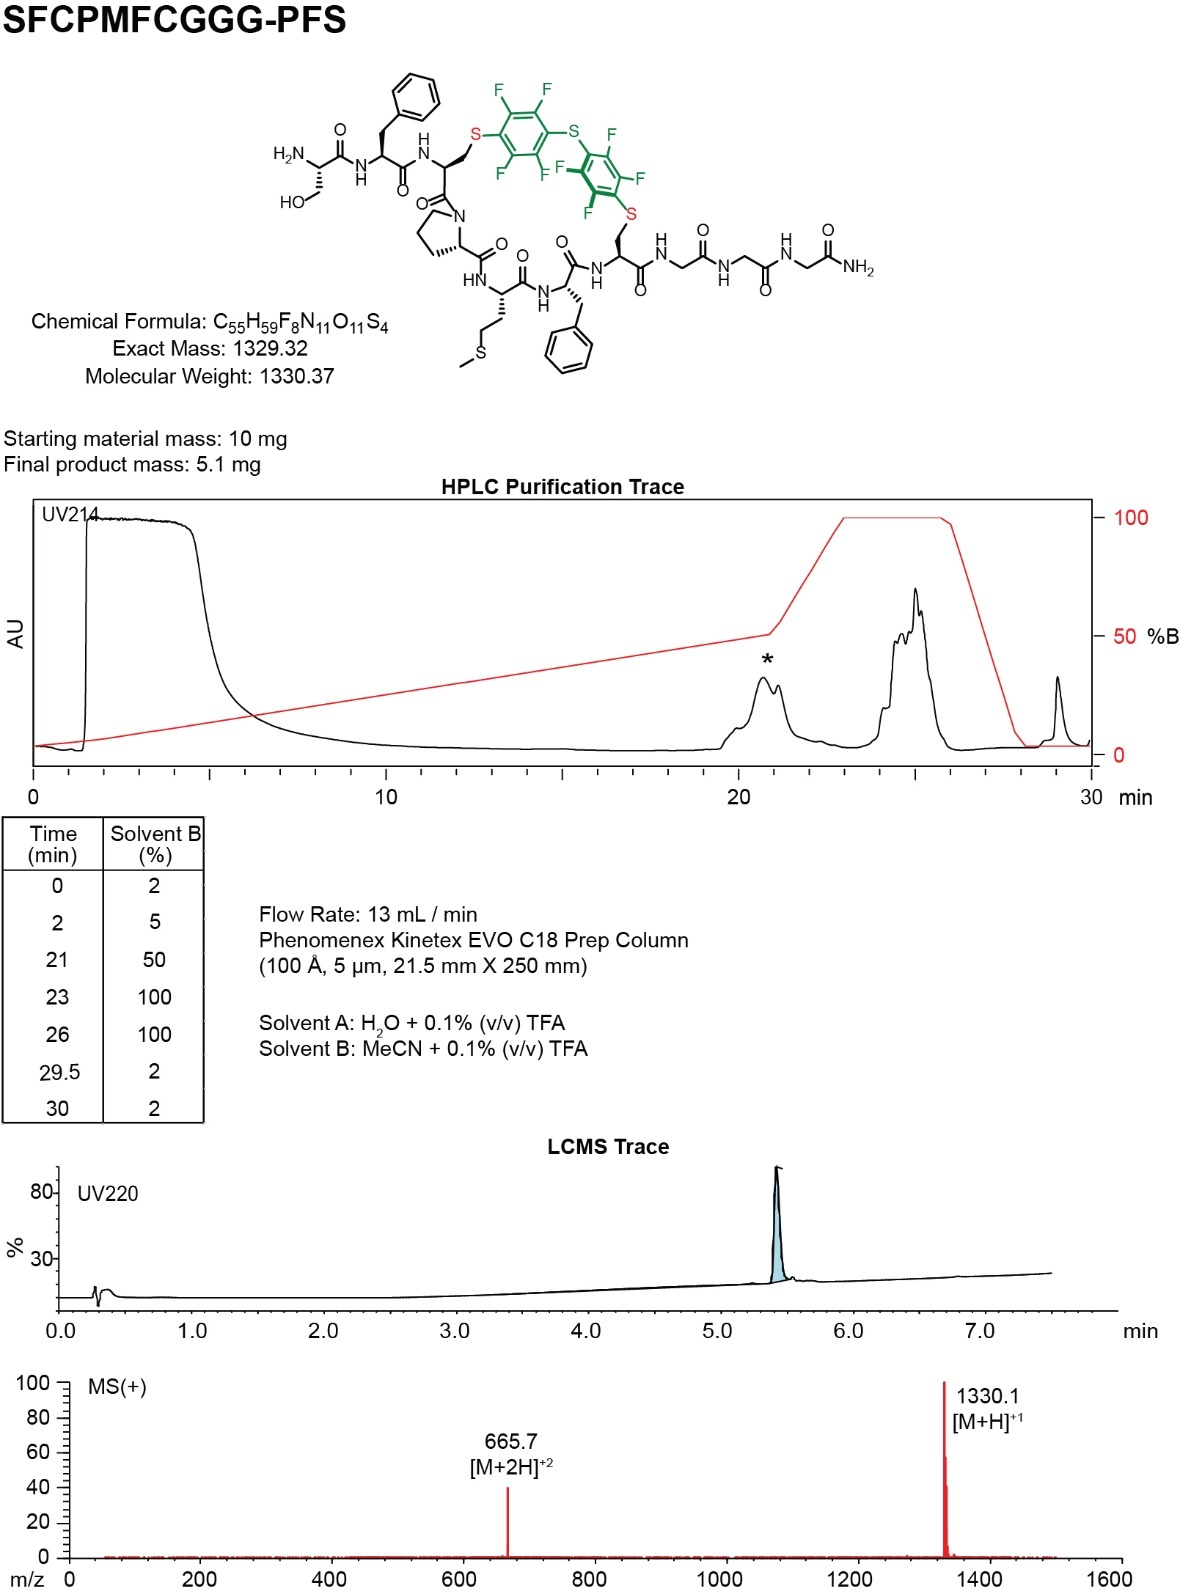 SFCPMFCGGG-PFS
F F
S S F
H O H
H₂N N N F F F F
H O O F S
HO N
O O O H O H O
HN N N N N N NH₂
H H O H O
S
Chemical Formula: C₅₅H₅₉F₈N₁₁O₁₁S₄
Exact Mass: 1329.32
Molecular Weight: 1330.37
Starting material mass: 10 mg
Final product mass: 5.1 mg
HPLC Purification Trace
UV214
100
AU
*
50 %B
0
0 10 20 30 min
Time Solvent B
(min) (%)
0 2
2 5
21 50
23 100
26 100
29.5 2
30 2
Flow Rate: 13 mL / min
Phenomenex Kinetex EVO C18 Prep Column
(100 Å, 5 µm, 21.5 mm X 250 mm)
Solvent A: H₂O + 0.1% (v/v) TFA
Solvent B: MeCN + 0.1% (v/v) TFA
LCMS Trace
80
UV220
%
30
0.0 1.0 2.0 3.0 4.0 5.0 6.0 7.0 min
100
MS(+)
1330.1
[M+H]⁺¹
80
60
665.7
[M+2H]⁺²
40
20
0
m/z 0 200 400 600 800 1000 1200 1400 1600